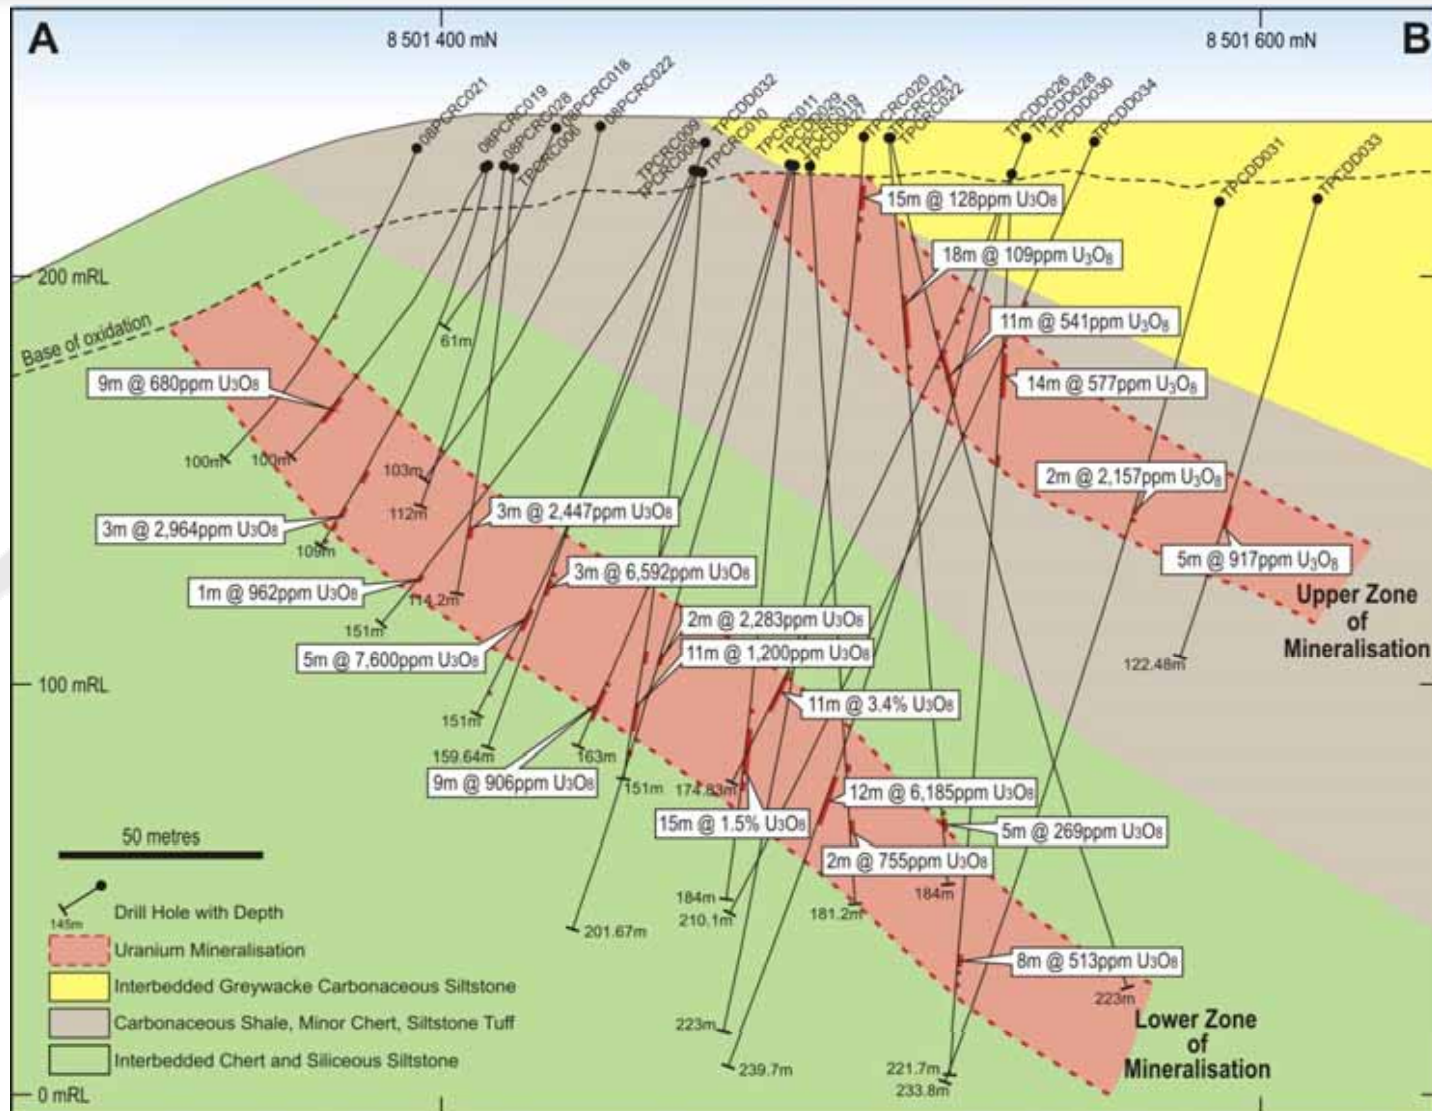 A
8 501 400 mN
8 501 600 mN
B
08PCRC021
08PCRC019
08PCRC028
TPCRC006
08PCRC018
08PCRC022
TPCRC009
TPCRC008
TPCDD032
TPCRC010
TPCRC011
TPCDD029
TPCRC019
TPCDD027
TPCRC020
TPCRC021
TPCRC022
TPCDD026
TPCDD028
TPCDD030
TPCDD034
TPCDD031
TPCDD033
15m @ 128ppm U₃O₈
18m @ 109ppm U₃O₈
200 mRL
11m @ 541ppm U₃O₈
Base of oxidation
61m
9m @ 680ppm U₃O₈
14m @ 577ppm U₃O₈
100m
100m
103m
2m @ 2,157ppm U₃O₈
112m
3m @ 2,447ppm U₃O₈
3m @ 2,964ppm U₃O₈
109m
5m @ 917ppm U₃O₈
3m @ 6,592ppm U₃O₈
1m @ 962ppm U₃O₈
114.2m
Upper Zone
of
Mineralisation
151m
2m @ 2,283ppm U₃O₈
11m @ 1,200ppm U₃O₈
5m @ 7,600ppm U₃O₈
122.48m
100 mRL
11m @ 3.4% U₃O₈
151m
159.64m
163m
9m @ 906ppm U₃O₈
151m
174.83m
12m @ 6,185ppm U₃O₈
15m @ 1.5% U₃O₈
5m @ 269ppm U₃O₈
50 metres
2m @ 755ppm U₃O₈
184m
184m
210.1m
181.2m
201.67m
145m
Drill Hole with Depth
Uranium Mineralisation
8m @ 513ppm U₃O₈
Interbedded Greywacke Carbonaceous Siltstone
223m
Carbonaceous Shale, Minor Chert, Siltstone Tuff
223m
Lower Zone
of
Mineralisation
Interbedded Chert and Siliceous Siltstone
239.7m
221.7m
233.8m
0 mRL